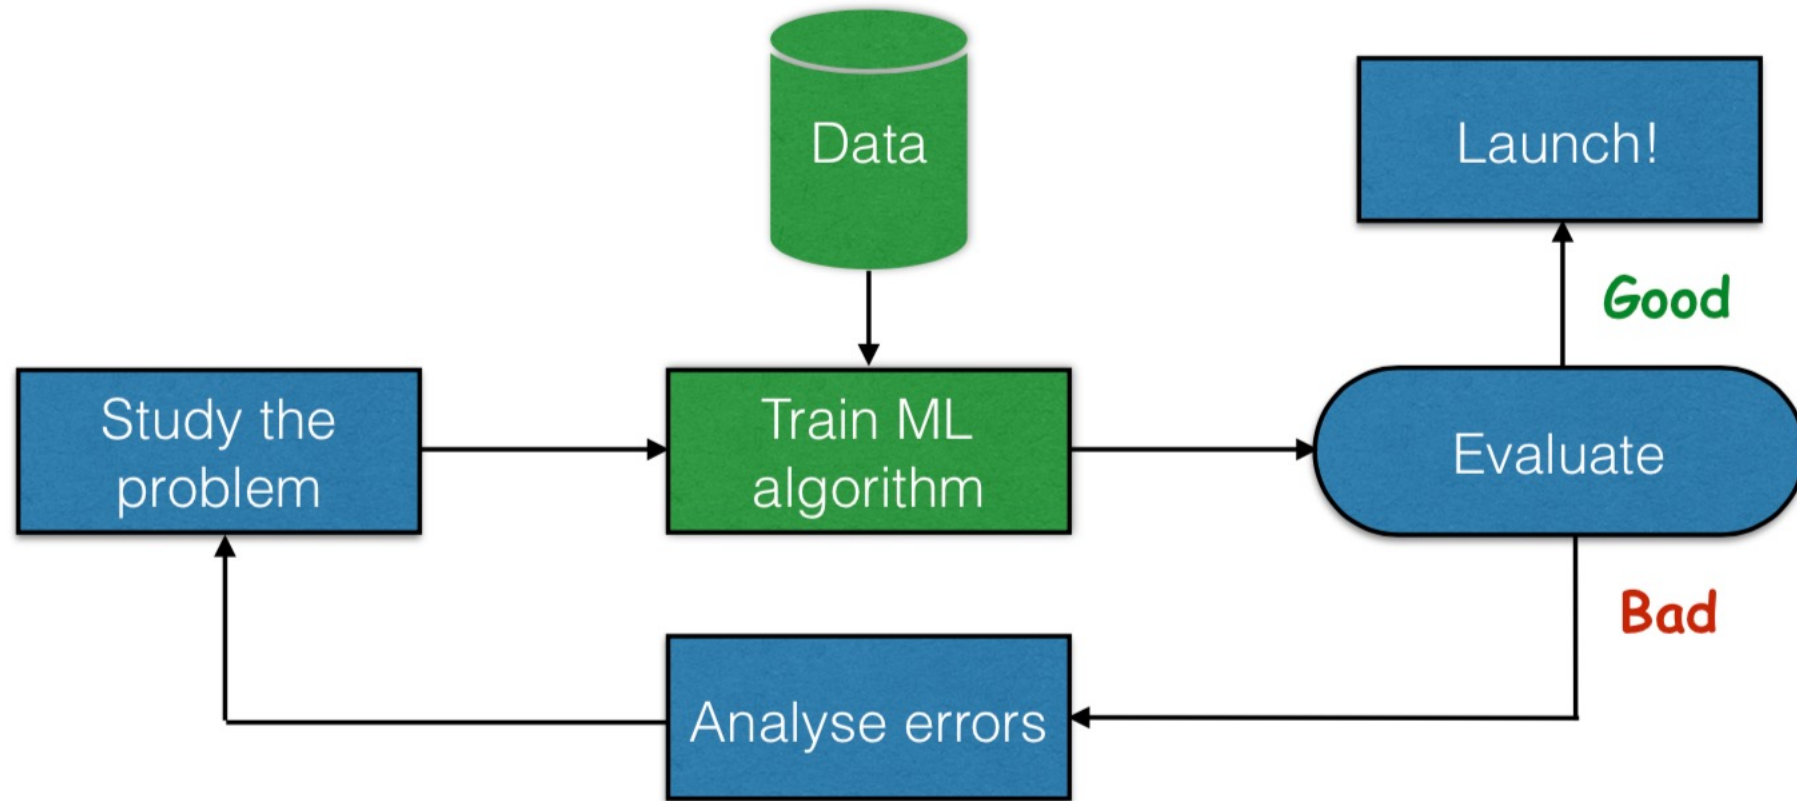 Data
Launch!
Good
Study the
problem
Train ML
algorithm
Evaluate
Bad
Analyse errors